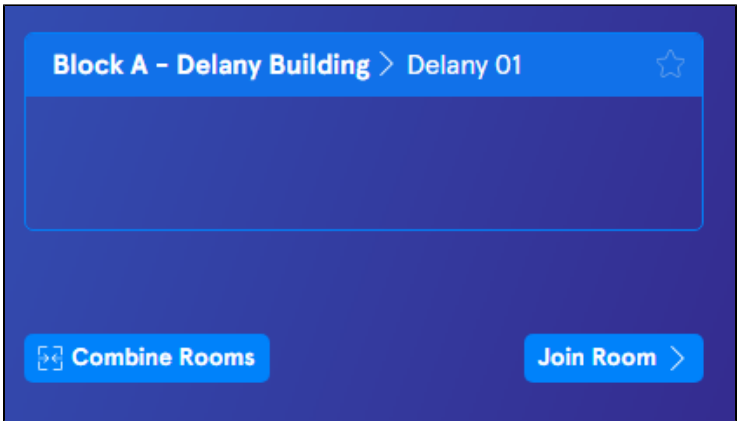 Block A - Delany Building > Delany 01
Combine Rooms
Join Room >